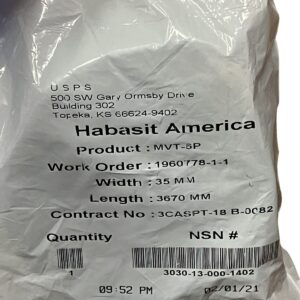 USPS
500 SW Gary Ormsby Drive
Building 302
Topeka, KS 66624-9402
Habasit America
Product : MVT-5P
Work Order : 1960778-1-1
Width : 35 MM
Length : 3670 MM
Contract No : 3CASPT-18 B-0082
Quantity NSN #
1 3030-13-000-1402
09:52 PM 02/01/21